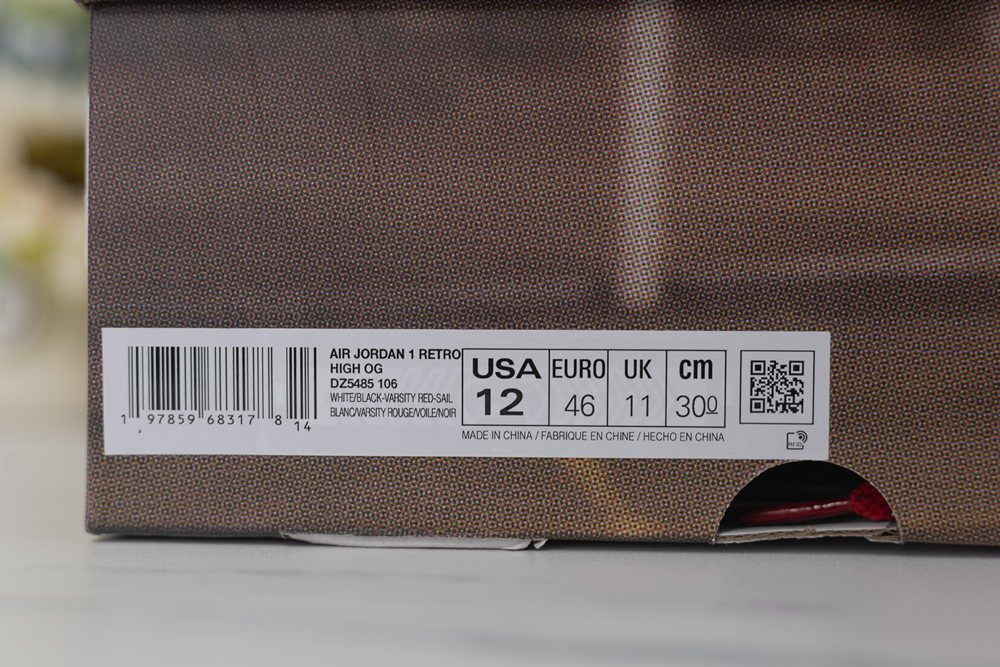 AIR JORDAN 1 RETRO
HIGH OG
DZ5485 106
WHITE/BLACK-VARSITY RED-SAIL
BLANC/VARSITY ROUGE/VOILE/NOIR
1 97859 68317 8 14
USA
12
EURO
46
UK
11
cm
30º
MADE IN CHINA / FABRIQUE EN CHINE / HECHO EN CHINA
RFID